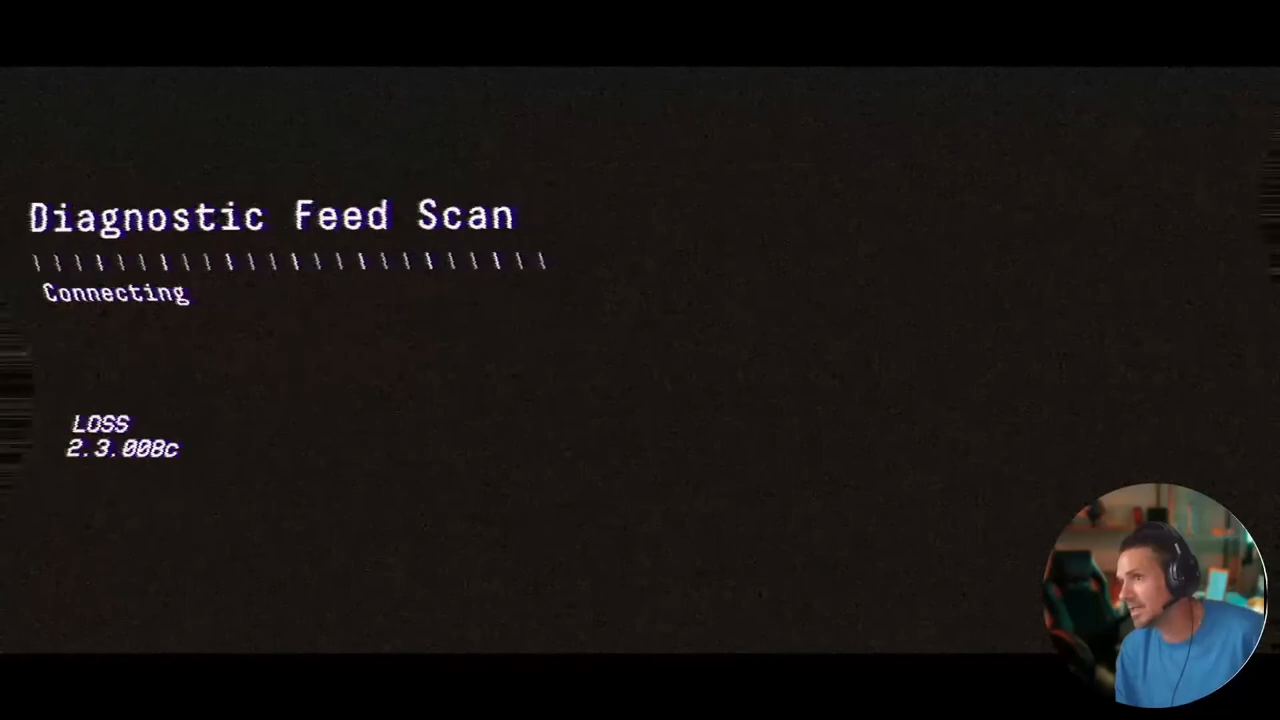 Diagnostic Feed Scan
\ \ \ \ \ \ \ \ \ \ \ \ \ \ \ \ \ \ \ \ \ \ \ \
Connecting
LOSS
2.3.008c